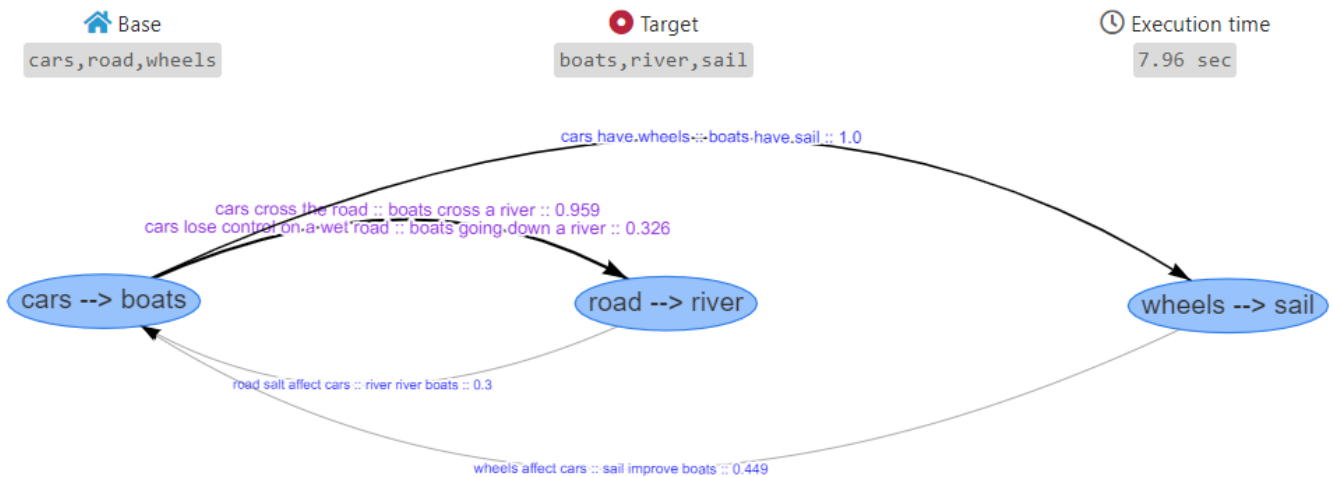 Base
Target
Execution time
cars,road,wheels
boats,river,sail
7.96 sec
cars have wheels :: boats have sail :: 1.0
cars cross the road :: boats cross a river :: 0.959
cars lose control on a wet road :: boats going down a river :: 0.326
cars --> boats
road --> river
wheels --> sail
road salt affect cars :: river river boats :: 0.3
wheels affect cars :: sail improve boats :: 0.449